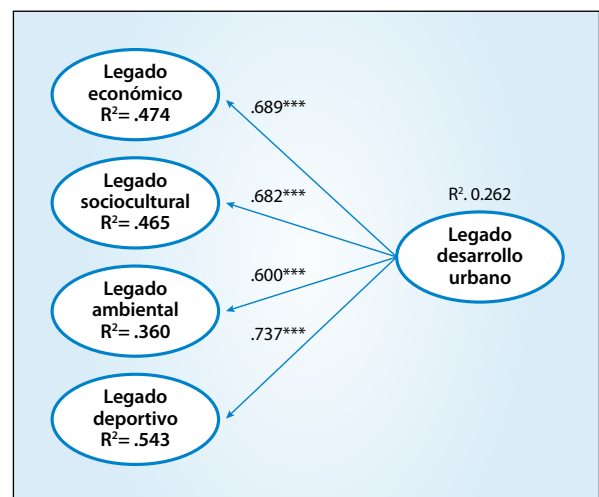 Legado
económico
R²= .474
.689***
Legado
sociocultural
R²= .465
.682***
R². 0.262
Legado
desarrollo
urbano
Legado
ambiental
R²= .360
.600***
.737***
Legado
deportivo
R²= .543